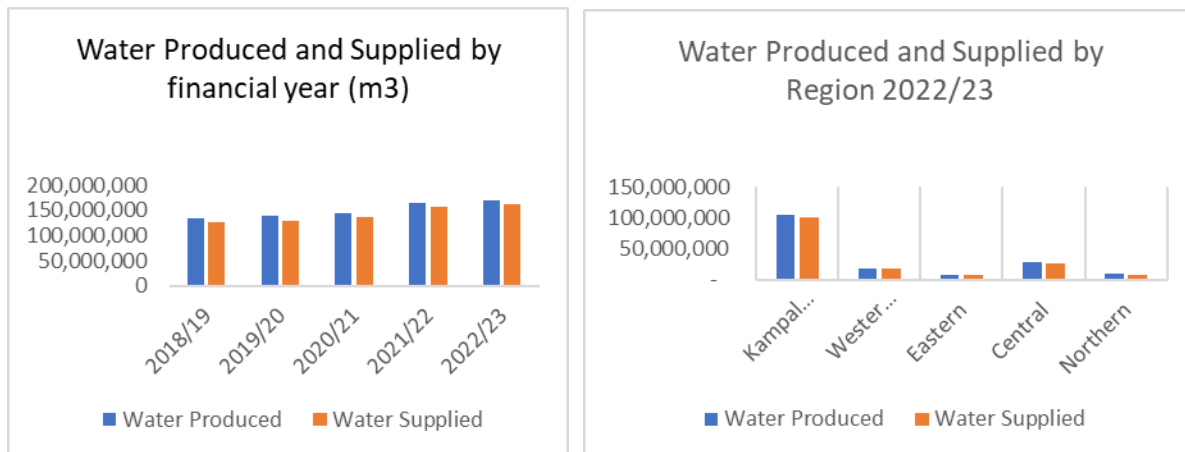 Water Produced and Supplied by
financial year (m3)
200,000,000
150,000,000
100,000,000
50,000,000
0
2018/19
2019/20
2020/21
2021/22
2022/23
Water Produced
Water Supplied
Water Produced and Supplied by
Region 2022/23
150,000,000
100,000,000
50,000,000
-
Kampal...
Wester...
Eastern
Central
Northern
Water Produced
Water Supplied